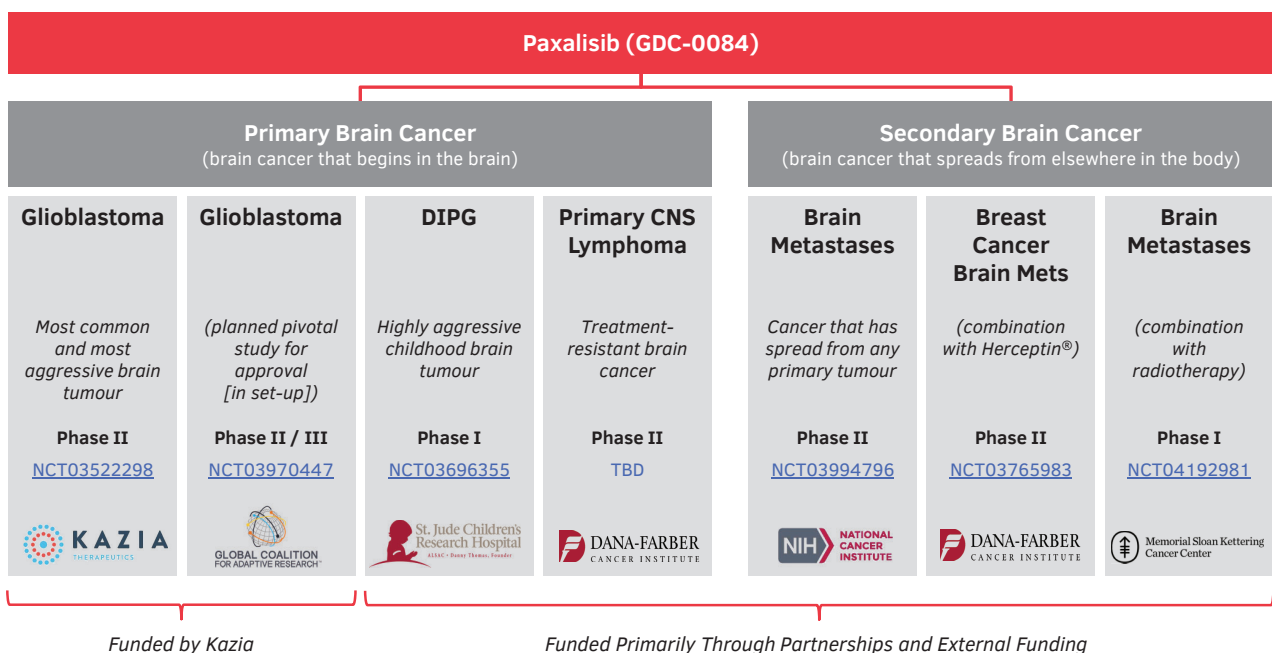 Paxalisib (GDC-0084)
Primary Brain Cancer
(brain cancer that begins in the brain)
Secondary Brain Cancer
(brain cancer that spreads from elsewhere in the body)
Glioblastoma
Most common
and most
aggressive brain
tumour
Phase II
NCT03522298
KAZIA
THERAPEUTICS
Glioblastoma
(planned pivotal
study for
approval
[in set-up])
Phase II / III
NCT03970447
GLOBAL COALITION
FOR ADAPTIVE RESEARCH™
DIPG
Highly aggressive
childhood brain
tumour
Phase I
NCT03696355
St. Jude Children's
Research Hospital
ALSAC • Danny Thomas, Founder
Primary CNS
Lymphoma
Treatment-
resistant brain
cancer
Phase II
TBD
DANA-FARBER
CANCER INSTITUTE
Brain
Metastases
Cancer that has
spread from any
primary tumour
Phase II
NCT03994796
NIH
NATIONAL
CANCER
INSTITUTE
Breast
Cancer
Brain Mets
(combination
with Herceptin®)
Phase II
NCT03765983
DANA-FARBER
CANCER INSTITUTE
Brain
Metastases
(combination
with
radiotherapy)
Phase I
NCT04192981
Memorial Sloan Kettering
Cancer Center
Funded by Kazia
Funded Primarily Through Partnerships and External Funding